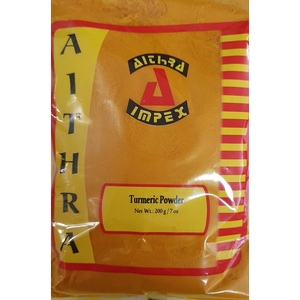 AITHRA
AITHRA
IMPEX
Turmeric Powder
Net Wt.: 200 g / 7 oz